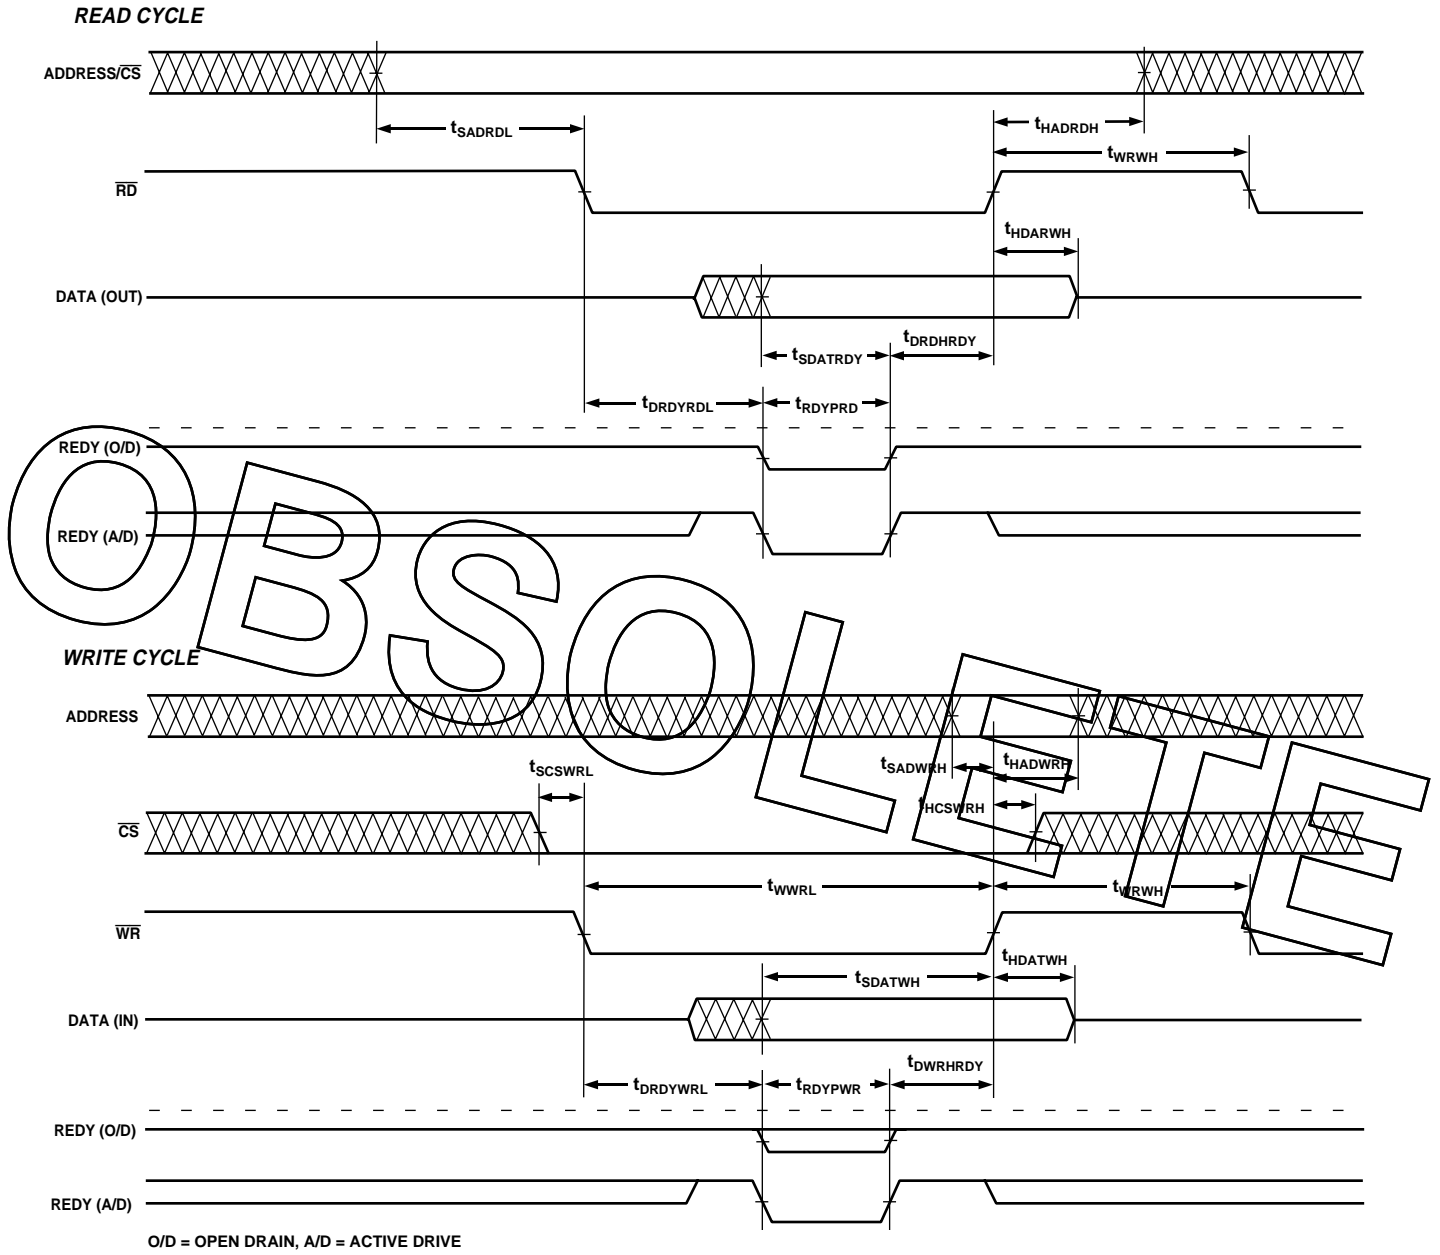 READ CYCLE
ADDRESS/CS
tSADRDL
tHADRDH
tWRWH
RD
tHDARWH
DATA (OUT)
tDRDHRDY
tSDATRDY
tDRDYRDL
tRDYPRD
REDY (O/D)
REDY (A/D)
OBSOLETE
WRITE CYCLE
ADDRESS
tSCSWRL
tSADWRH
tHADWRH
tHCSWRH
CS
tWWRL
tWRWH
WR
tHDATWH
tSDATWH
DATA (IN)
tDWRHRDY
tDRDYWRL
tRDYPWR
REDY (O/D)
REDY (A/D)
O/D = OPEN DRAIN, A/D = ACTIVE DRIVE